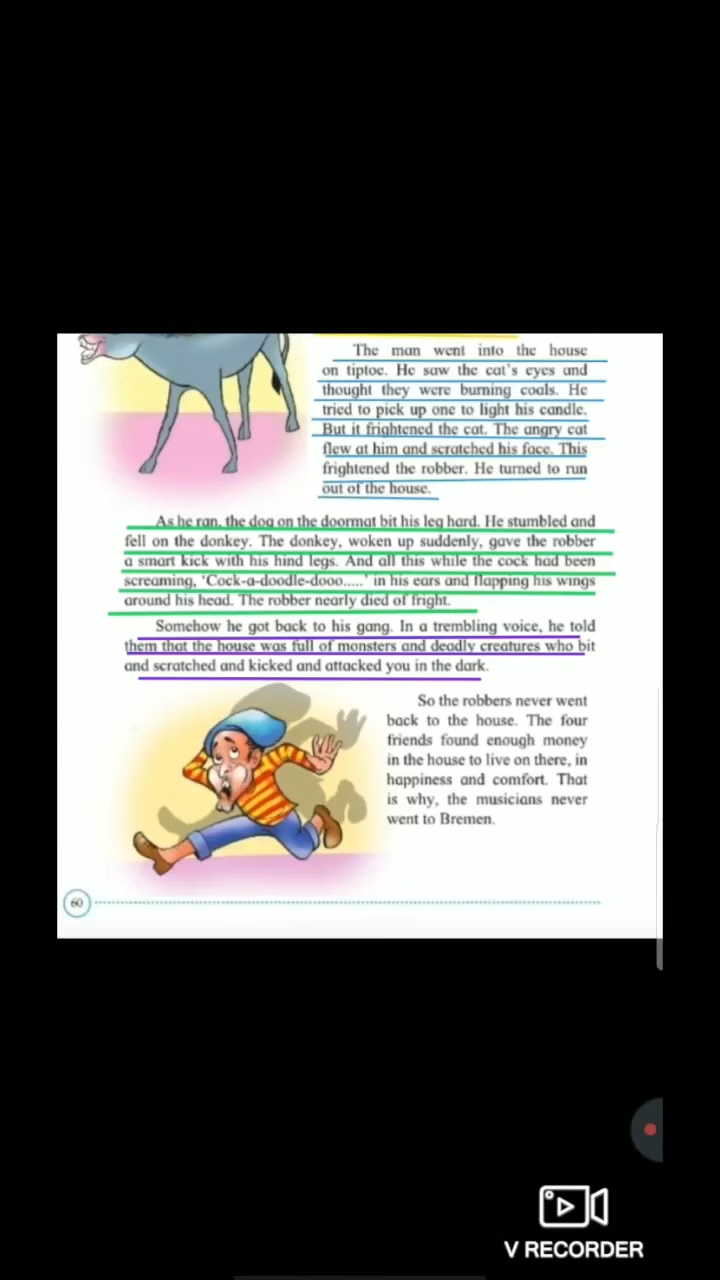 The man went into the house
on tiptoe. He saw the cat's eyes and
thought they were burning coals. He
tried to pick up one to light his candle.
But it frightened the cat. The angry cat
flew at him and scratched his face. This
frightened the robber. He turned to run
out of the house.
As he ran, the dog on the doormat bit his leg hard. He stumbled and
fell on the donkey. The donkey, woken up suddenly, gave the robber
a smart kick with his hind legs. And all this while the cock had been
screaming, 'Cock-a-doodle-dooo.....' in his ears and flapping his wings
around his head. The robber nearly died of fright.
Somehow he got back to his gang. In a trembling voice, he told
them that the house was full of monsters and deadly creatures who bit
and scratched and kicked and attacked you in the dark.
So the robbers never went
back to the house. The four
friends found enough money
in the house to live on there, in
happiness and comfort. That
is why, the musicians never
went to Bremen.
60
V RECORDER